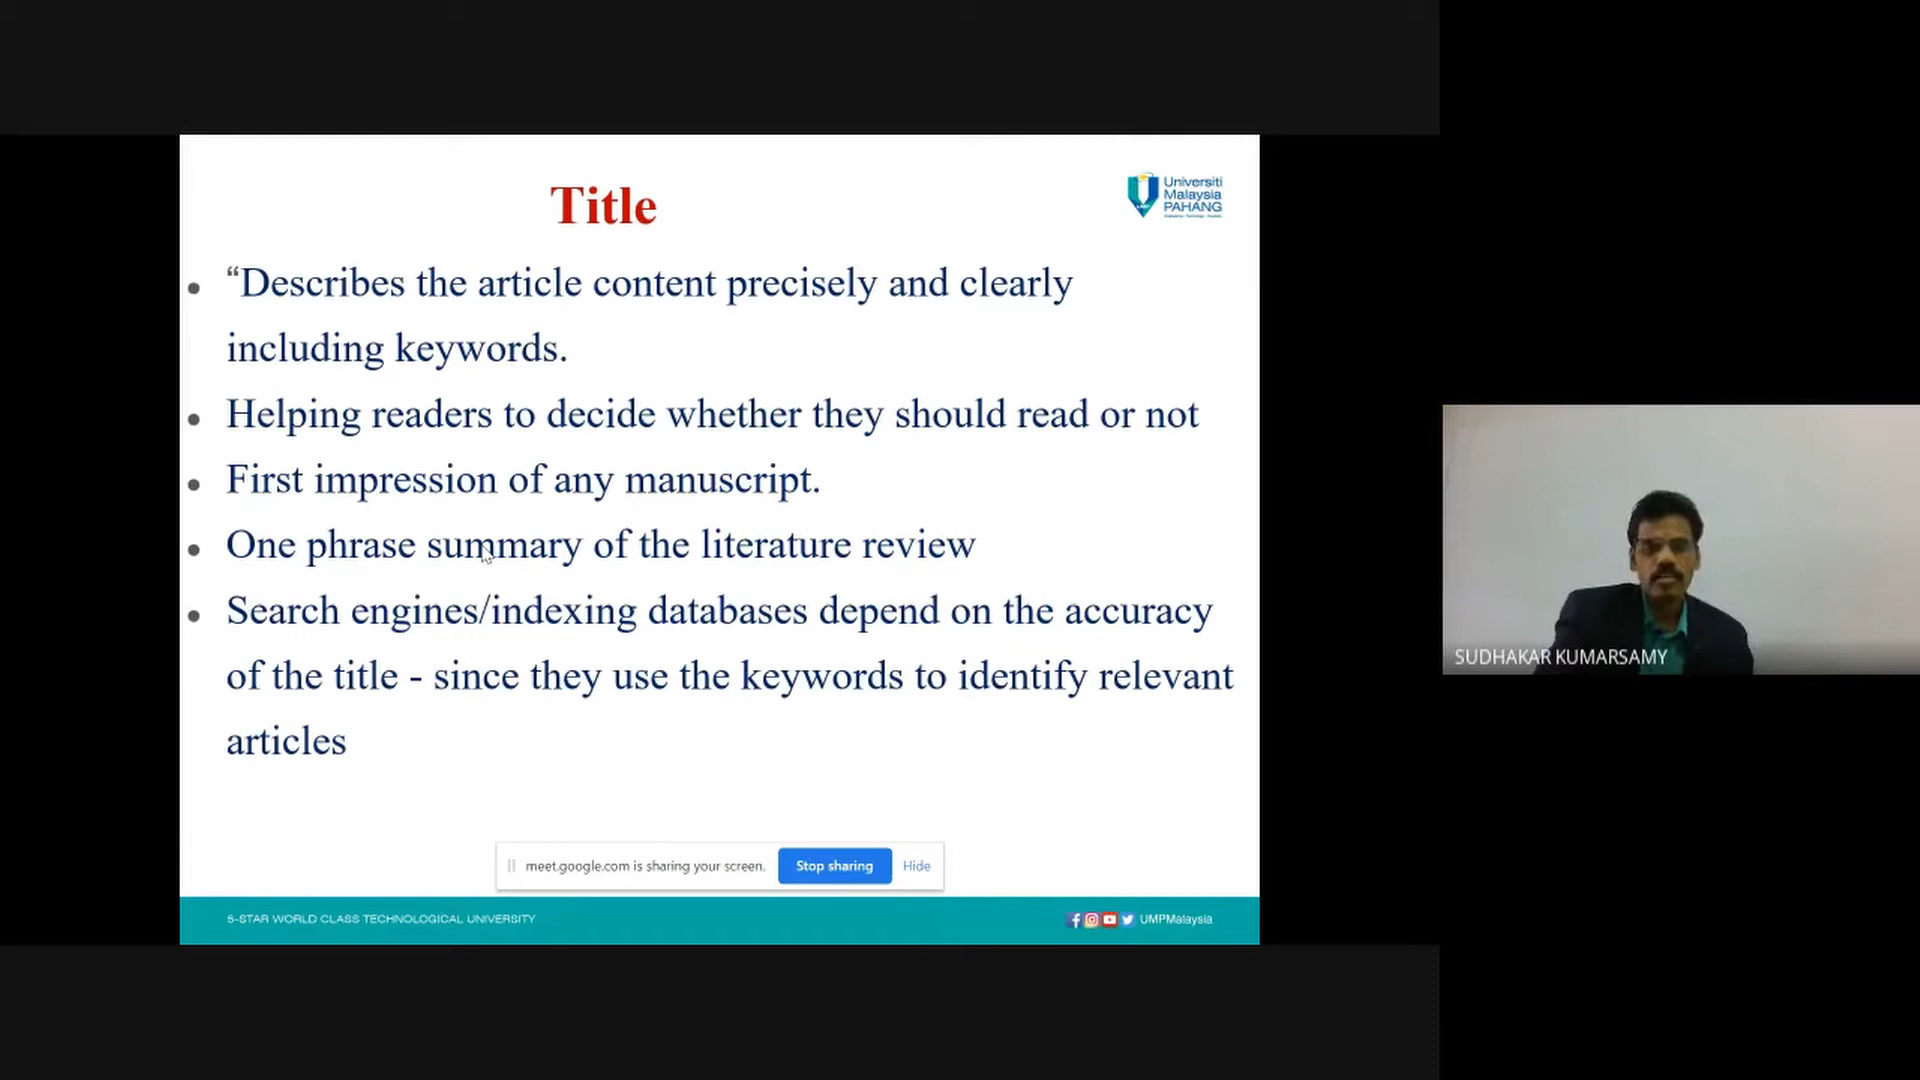 Title
Universiti
Malaysia
PAHANG
• “Describes the article content precisely and clearly
including keywords.
• Helping readers to decide whether they should read or not
• First impression of any manuscript.
• One phrase summary of the literature review
• Search engines/indexing databases depend on the accuracy
of the title - since they use the keywords to identify relevant
articles
SUDHAKAR KUMARSAMY
meet.google.com is sharing your screen. Stop sharing Hide
5-STAR WORLD CLASS TECHNOLOGICAL UNIVERSITY UMPMalaysia